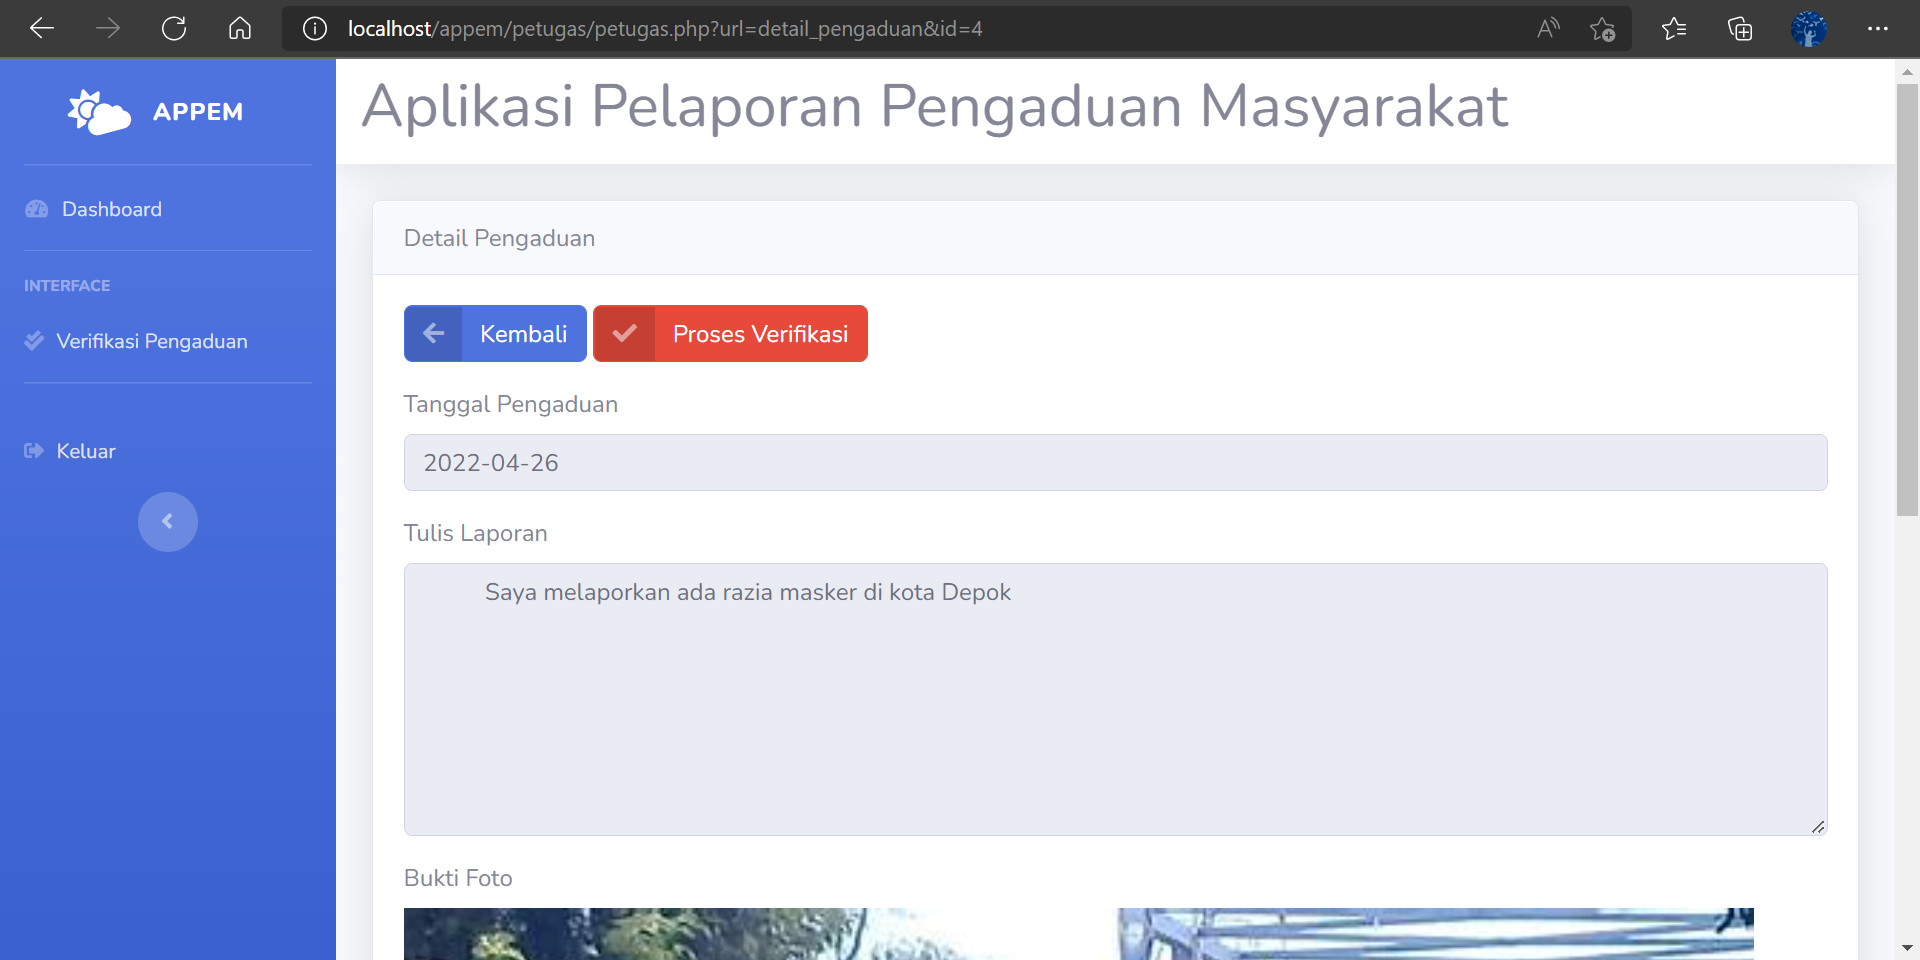 localhost/appem/petugas/petugas.php?url=detail_pengaduan&id=4
APPEM
Aplikasi Pelaporan Pengaduan Masyarakat
Dashboard
INTERFACE
Verifikasi Pengaduan
Keluar
Detail Pengaduan
Kembali
Proses Verifikasi
Tanggal Pengaduan
2022-04-26
Tulis Laporan
Saya melaporkan ada razia masker di kota Depok
Bukti Foto